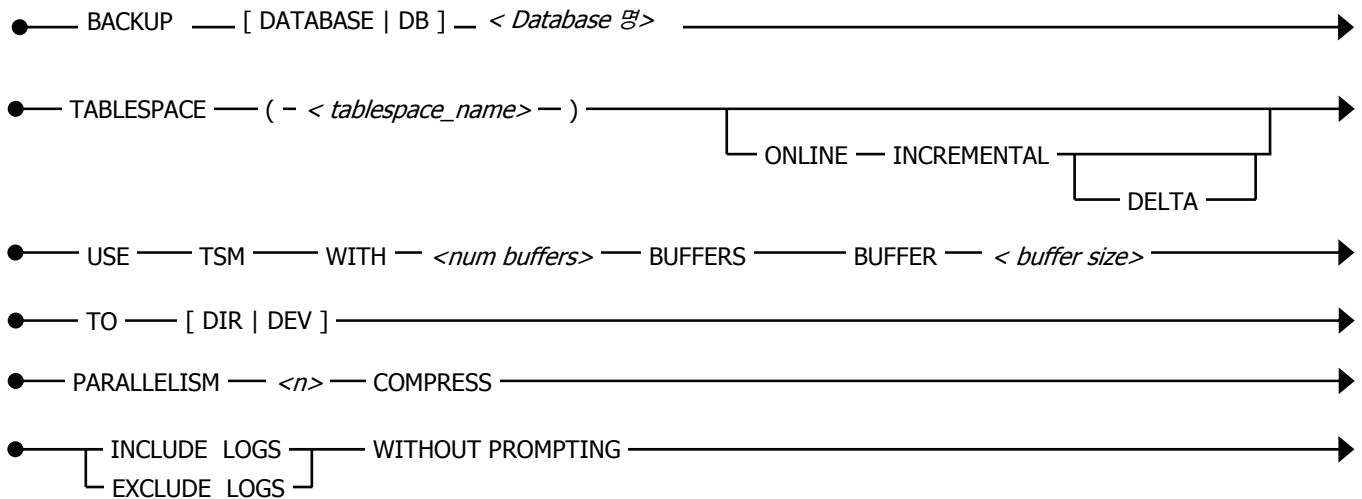 BACKUP [ DATABASE | DB ] < Database 명>
TABLESPACE ( < tablespace_name> )
ONLINE INCREMENTAL
DELTA
USE TSM WITH <num buffers> BUFFERS BUFFER < buffer size>
TO [ DIR | DEV ]
PARALLELISM <n> COMPRESS
INCLUDE LOGS WITHOUT PROMPTING
EXCLUDE LOGS